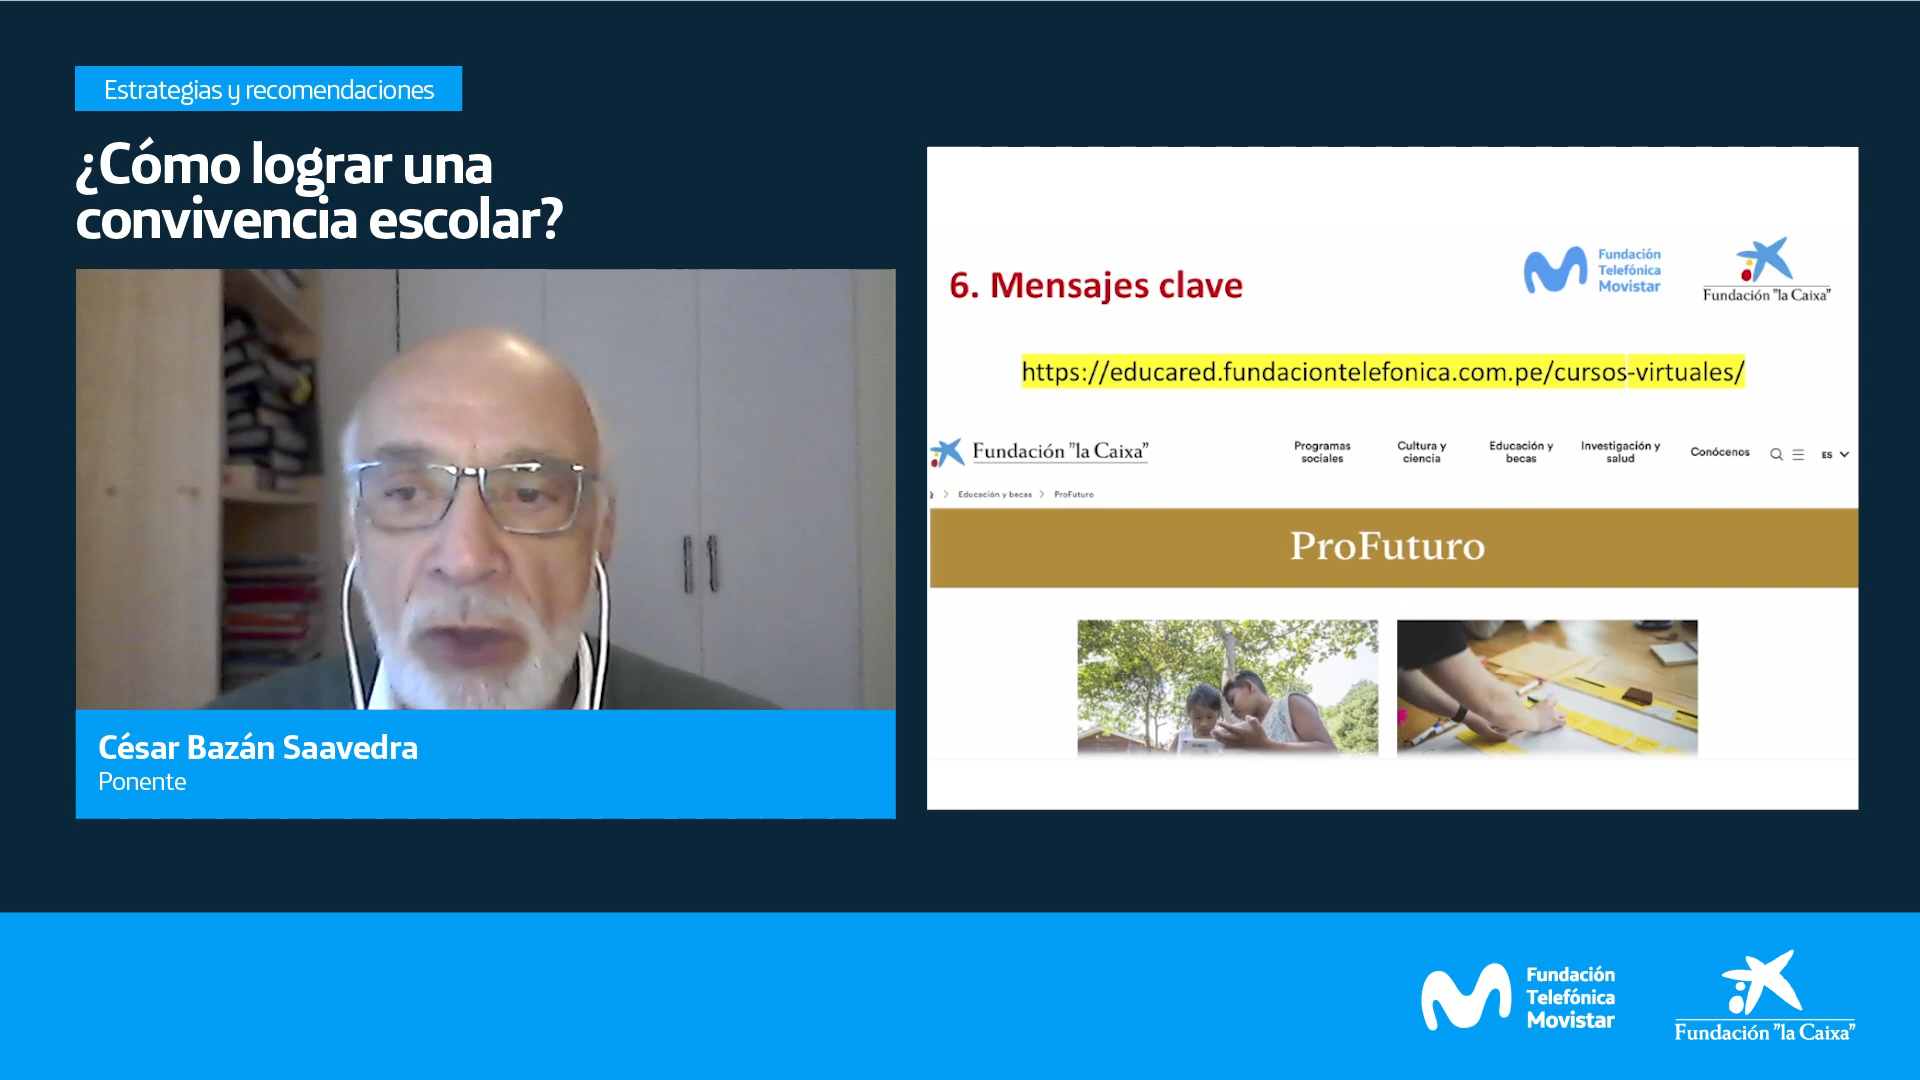 Estrategias y recomendaciones
¿Cómo lograr una
convivencia escolar?
César Bazán Saavedra
Ponente
6. Mensajes clave
Fundación
Telefónica
Movistar
Fundación "la Caixa"
https://educared.fundaciontelefonica.com.pe/cursos-virtuales/
Fundación "la Caixa"
Programas
sociales
Cultura y
ciencia
Educación y
becas
Investigación y
salud
Conócenos
ES
Educación y becas > ProFuturo
ProFuturo
Fundación
Telefónica
Movistar
Fundación "la Caixa"